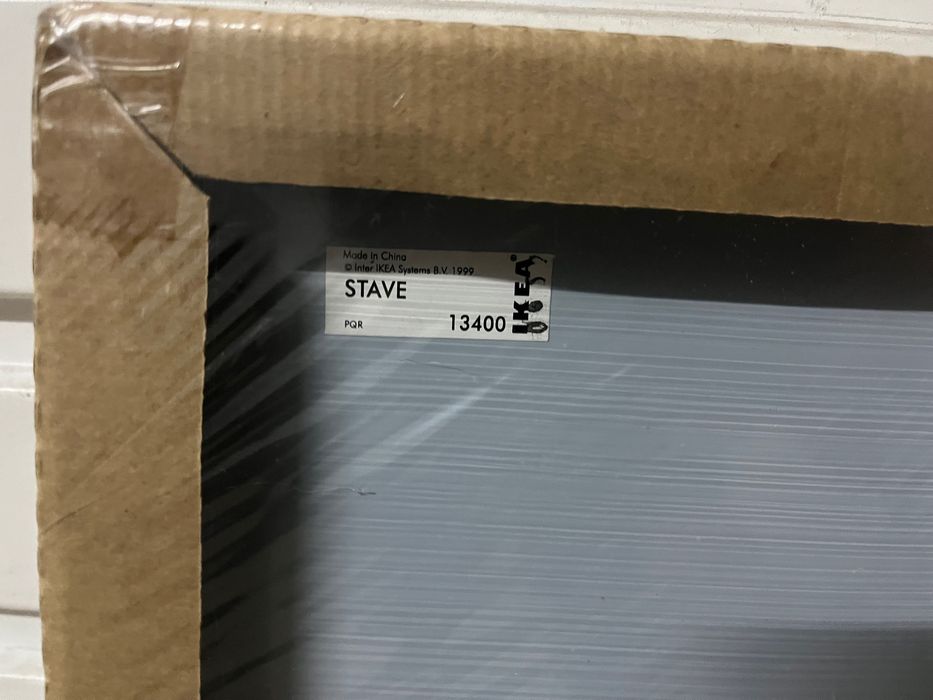 Made in China
© Inter IKEA Systems B.V. 1999
STAVE
PQR 13400
IKEA®